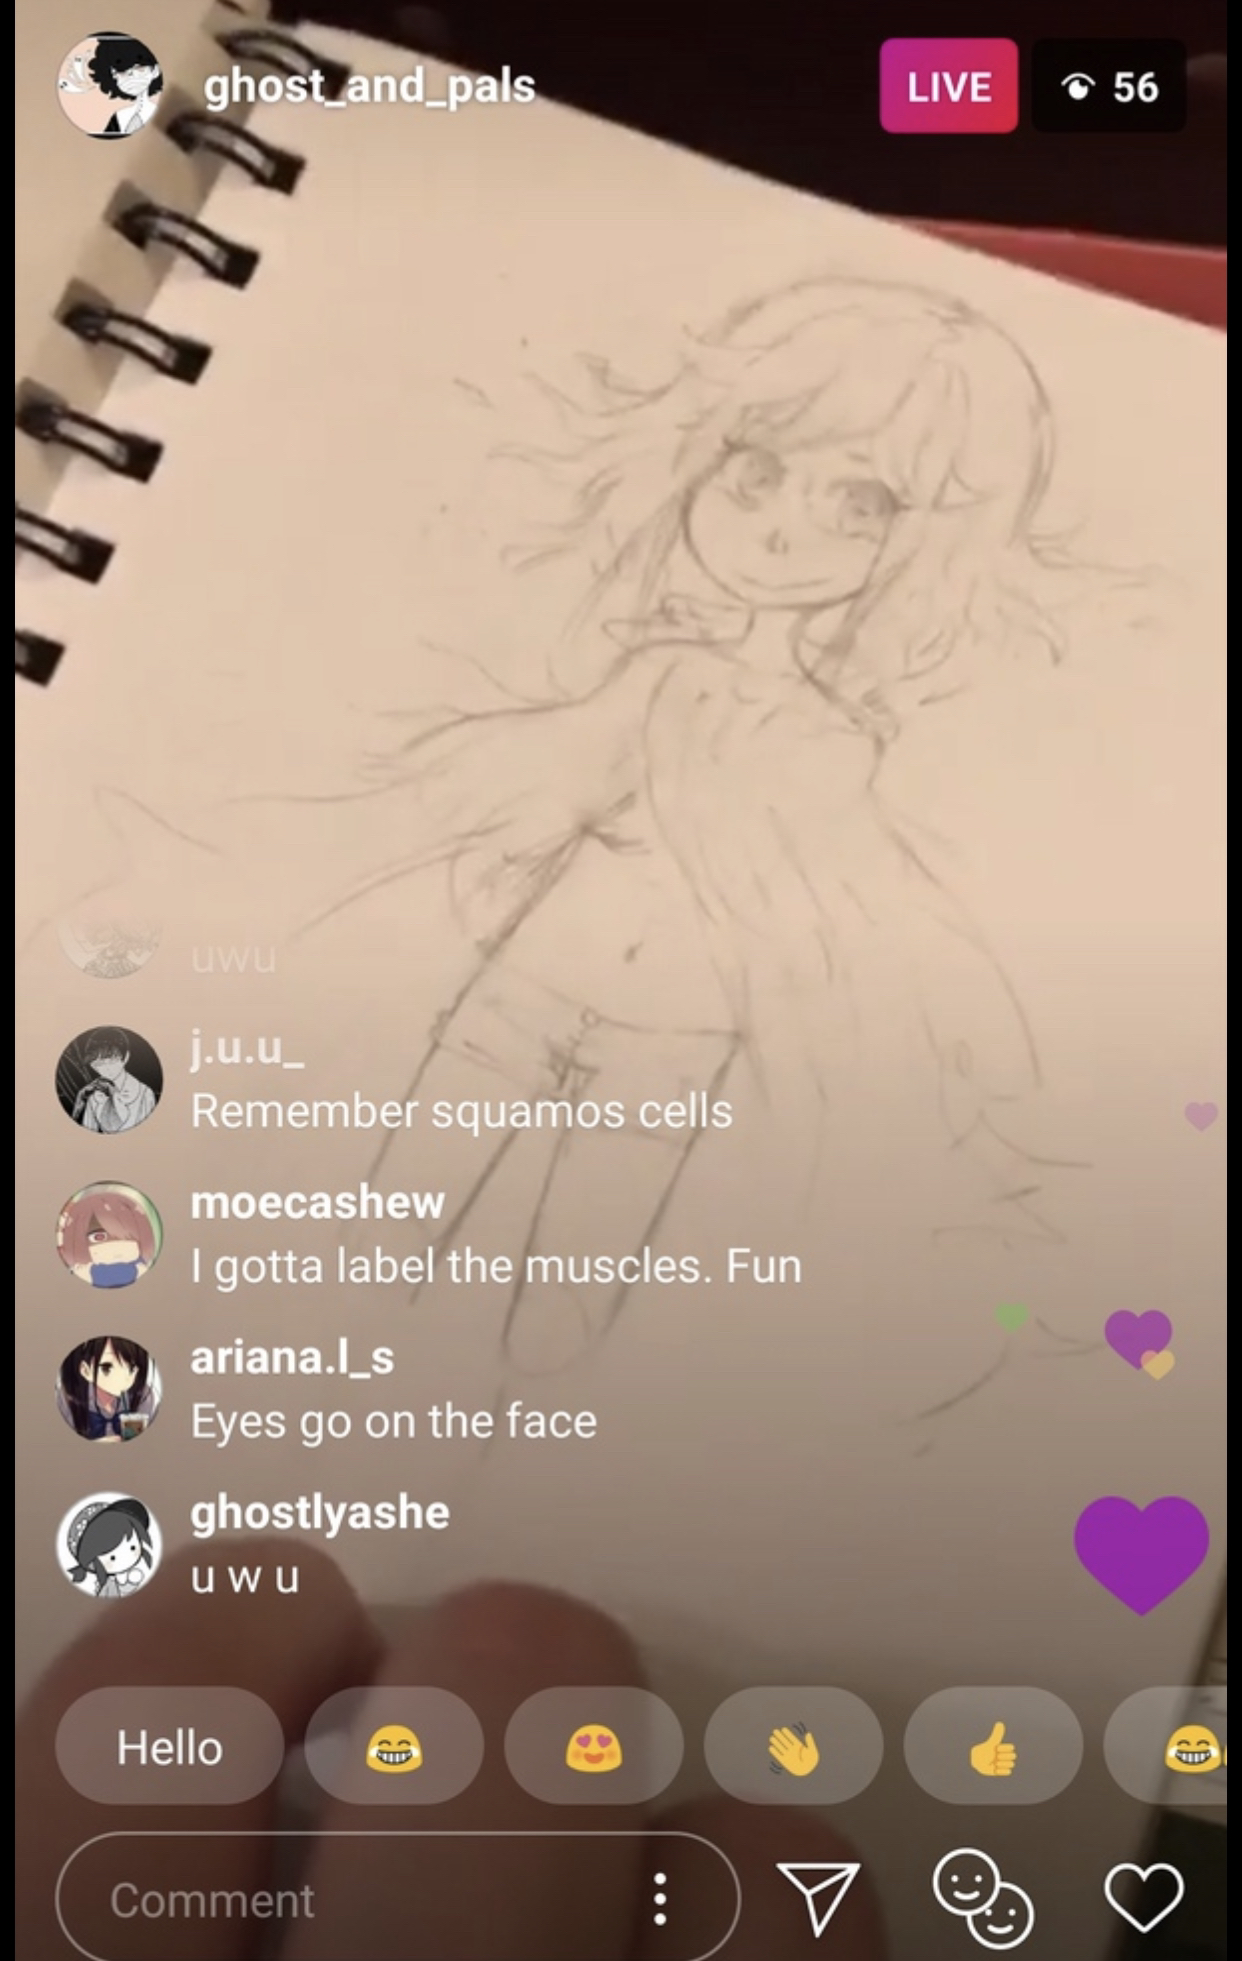 ghost_and_pals
LIVE
56
uwu
j.u.u_
Remember squamos cells
moecashew
I gotta label the muscles. Fun
ariana.l_s
Eyes go on the face
ghostlyashe
u w u
Hello
Comment